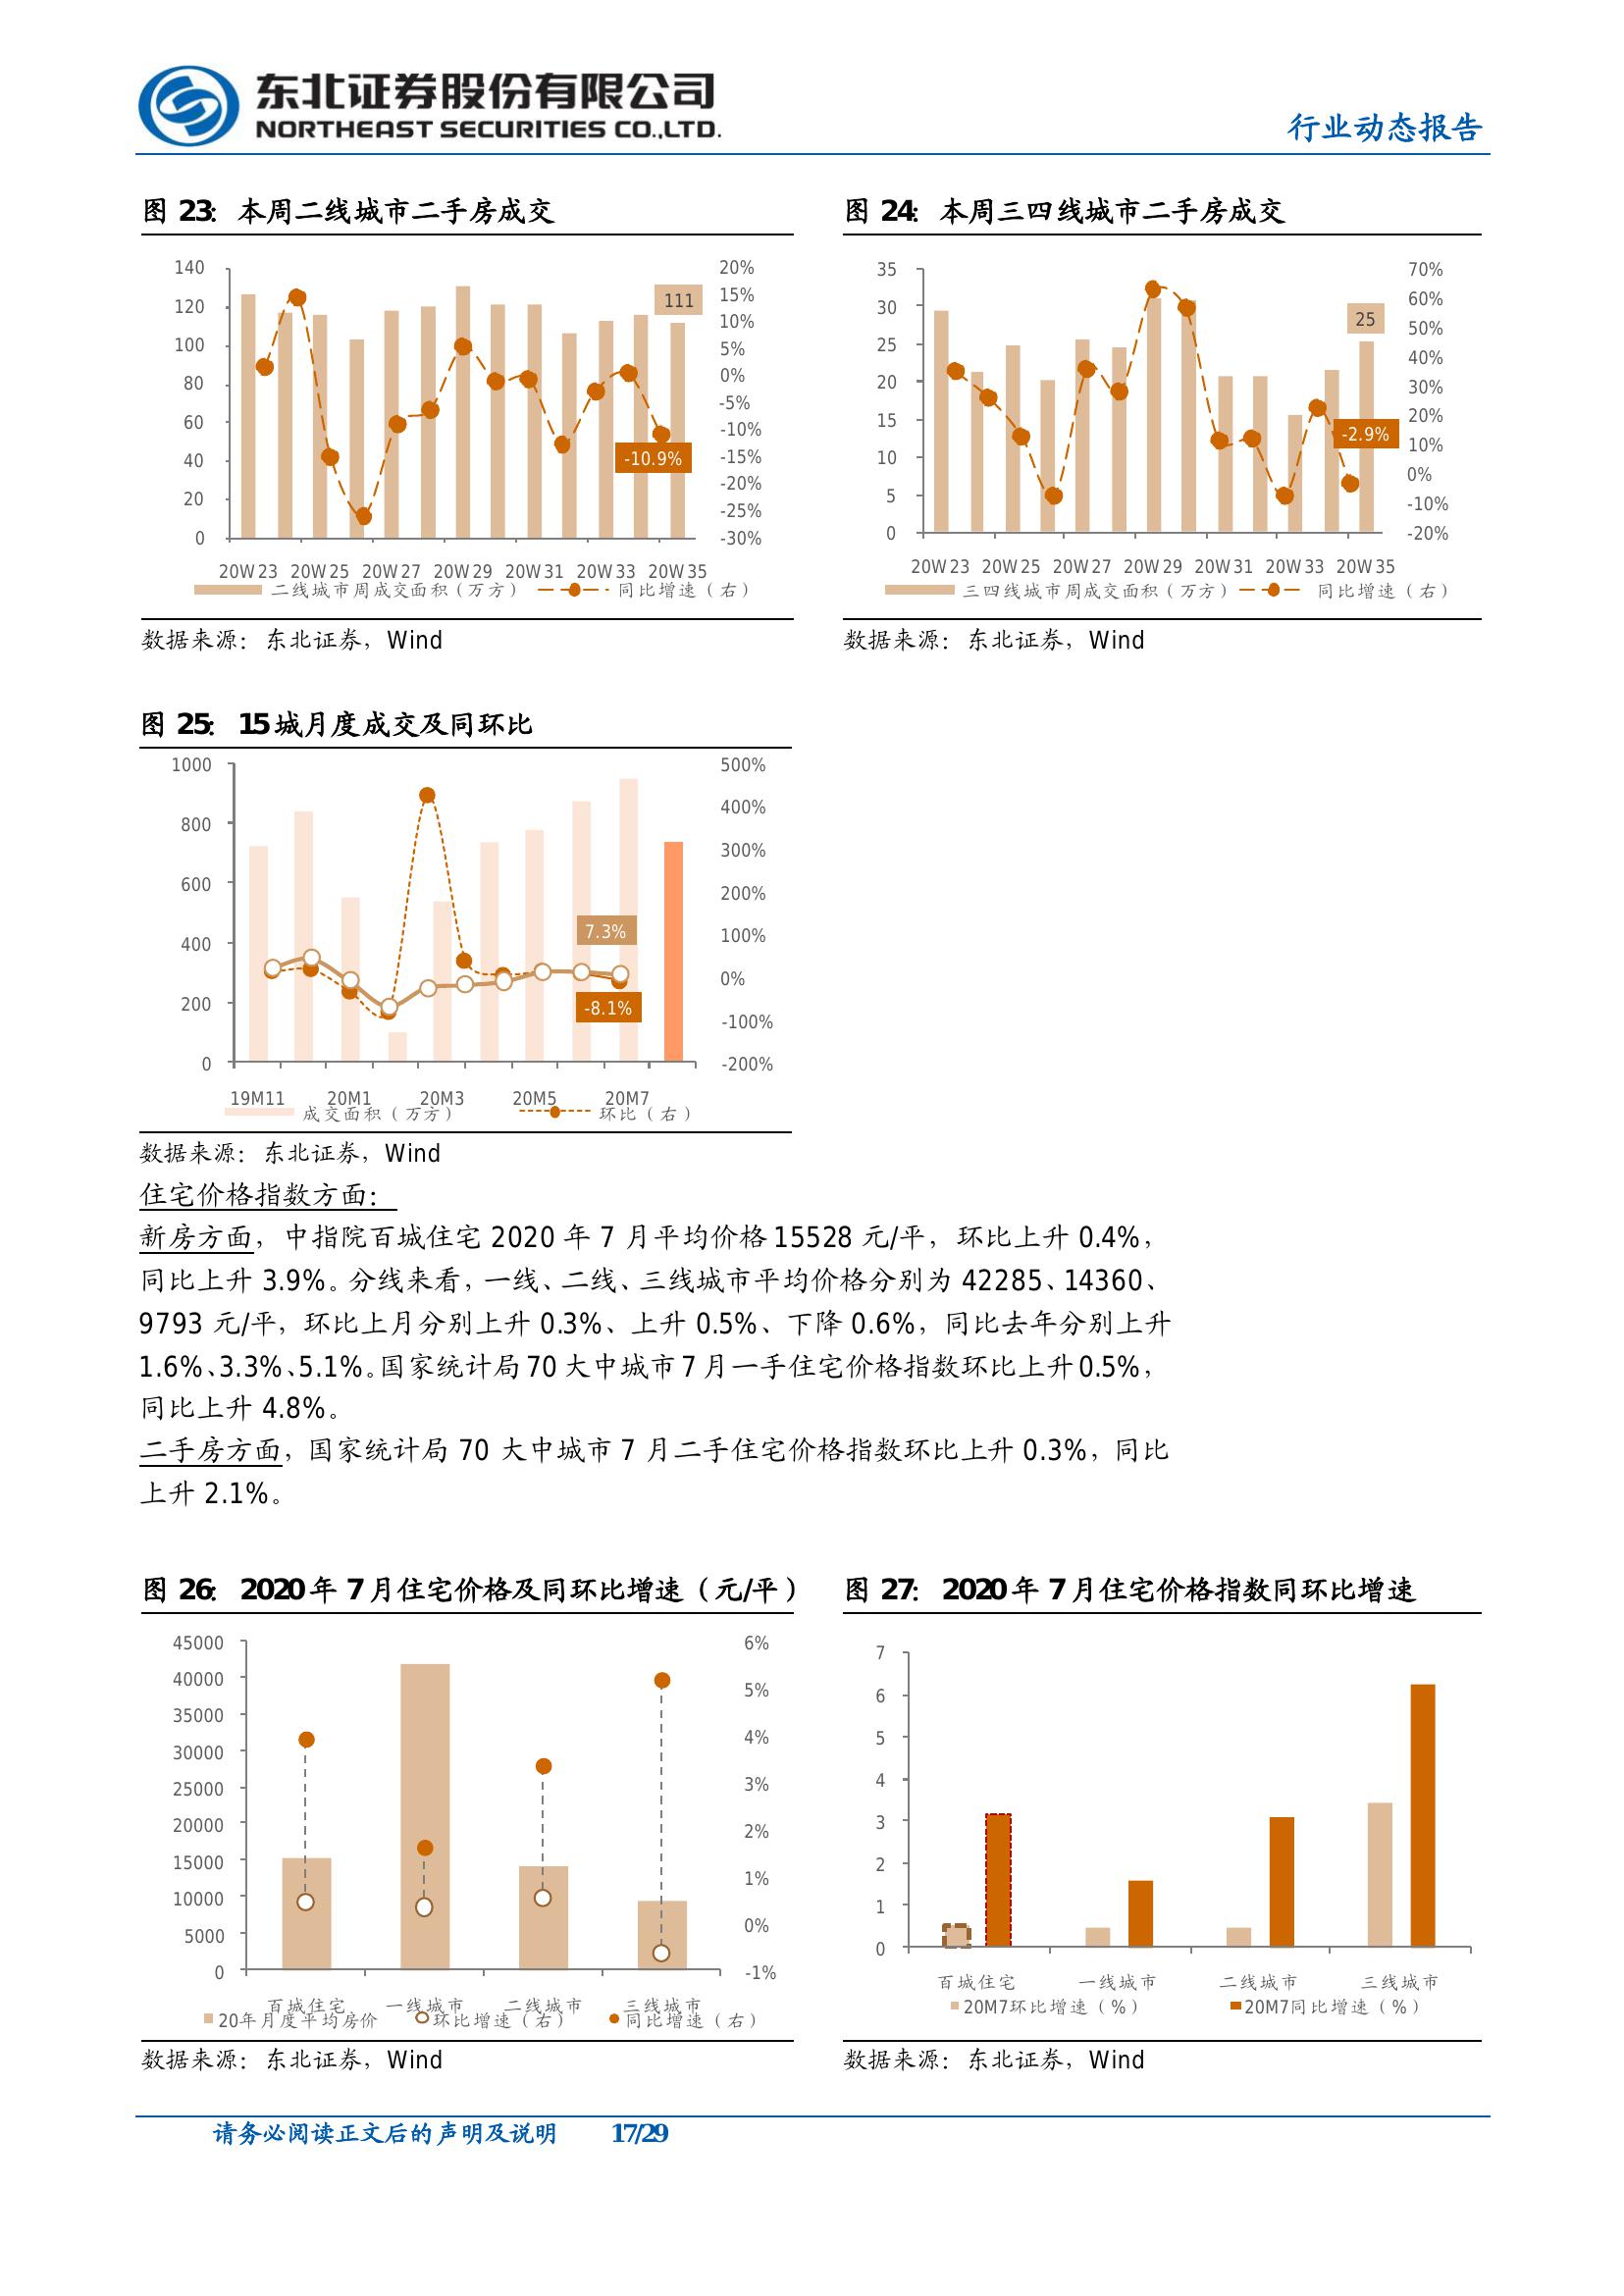 东北证券股份有限公司
NORTHEAST SECURITIES CO.,LTD.
行业动态报告
图 23: 本周二线城市二手房成交
140
120
100
80
60
40
20
0
20%
15%
10%
5%
0%
-5%
-10%
-15%
-20%
-25%
-30%
111
-10.9%
20W23 20W25 20W27 20W29 20W31 20W33 20W35
二线城市周成交面积(万方) 同比增速(右)
数据来源：东北证券，Wind
图 24: 本周三四线城市二手房成交
35
30
25
20
15
10
5
0
70%
60%
50%
40%
30%
20%
10%
0%
-10%
-20%
25
-2.9%
20W23 20W25 20W27 20W29 20W31 20W33 20W35
三四线城市周成交面积(万方) 同比增速(右)
数据来源：东北证券，Wind
图 25: 15城月度成交及同环比
1000
800
600
400
200
0
500%
400%
300%
200%
100%
0%
-100%
-200%
7.3%
-8.1%
19M11 20M1 20M3 20M5 20M7
成交面积(万方) 环比(右)
数据来源：东北证券，Wind
住宅价格指数方面：
新房方面，中指院百城住宅 2020 年 7 月平均价格 15528 元/平，环比上升 0.4%，
同比上升 3.9%。分线来看，一线、二线、三线城市平均价格分别为 42285、14360、
9793 元/平，环比上月分别上升 0.3%、上升 0.5%、下降 0.6%，同比去年分别上升
1.6%、3.3%、5.1%。国家统计局 70 大中城市 7 月一手住宅价格指数环比上升 0.5%，
同比上升 4.8%。
二手房方面，国家统计局 70 大中城市 7 月二手住宅价格指数环比上升 0.3%，同比
上升 2.1%。
图 26: 2020 年 7 月住宅价格及同环比增速（元/平）
45000
40000
35000
30000
25000
20000
15000
10000
5000
0
6%
5%
4%
3%
2%
1%
0%
-1%
百城住宅 一线城市 二线城市 三线城市
20年月度平均房价 环比增速(右) 同比增速(右)
数据来源：东北证券，Wind
图 27: 2020 年 7 月住宅价格指数同环比增速
7
6
5
4
3
2
1
0
百城住宅 一线城市 二线城市 三线城市
20M7环比增速(%) 20M7同比增速(%)
数据来源：东北证券，Wind
请务必阅读正文后的声明及说明 17/29